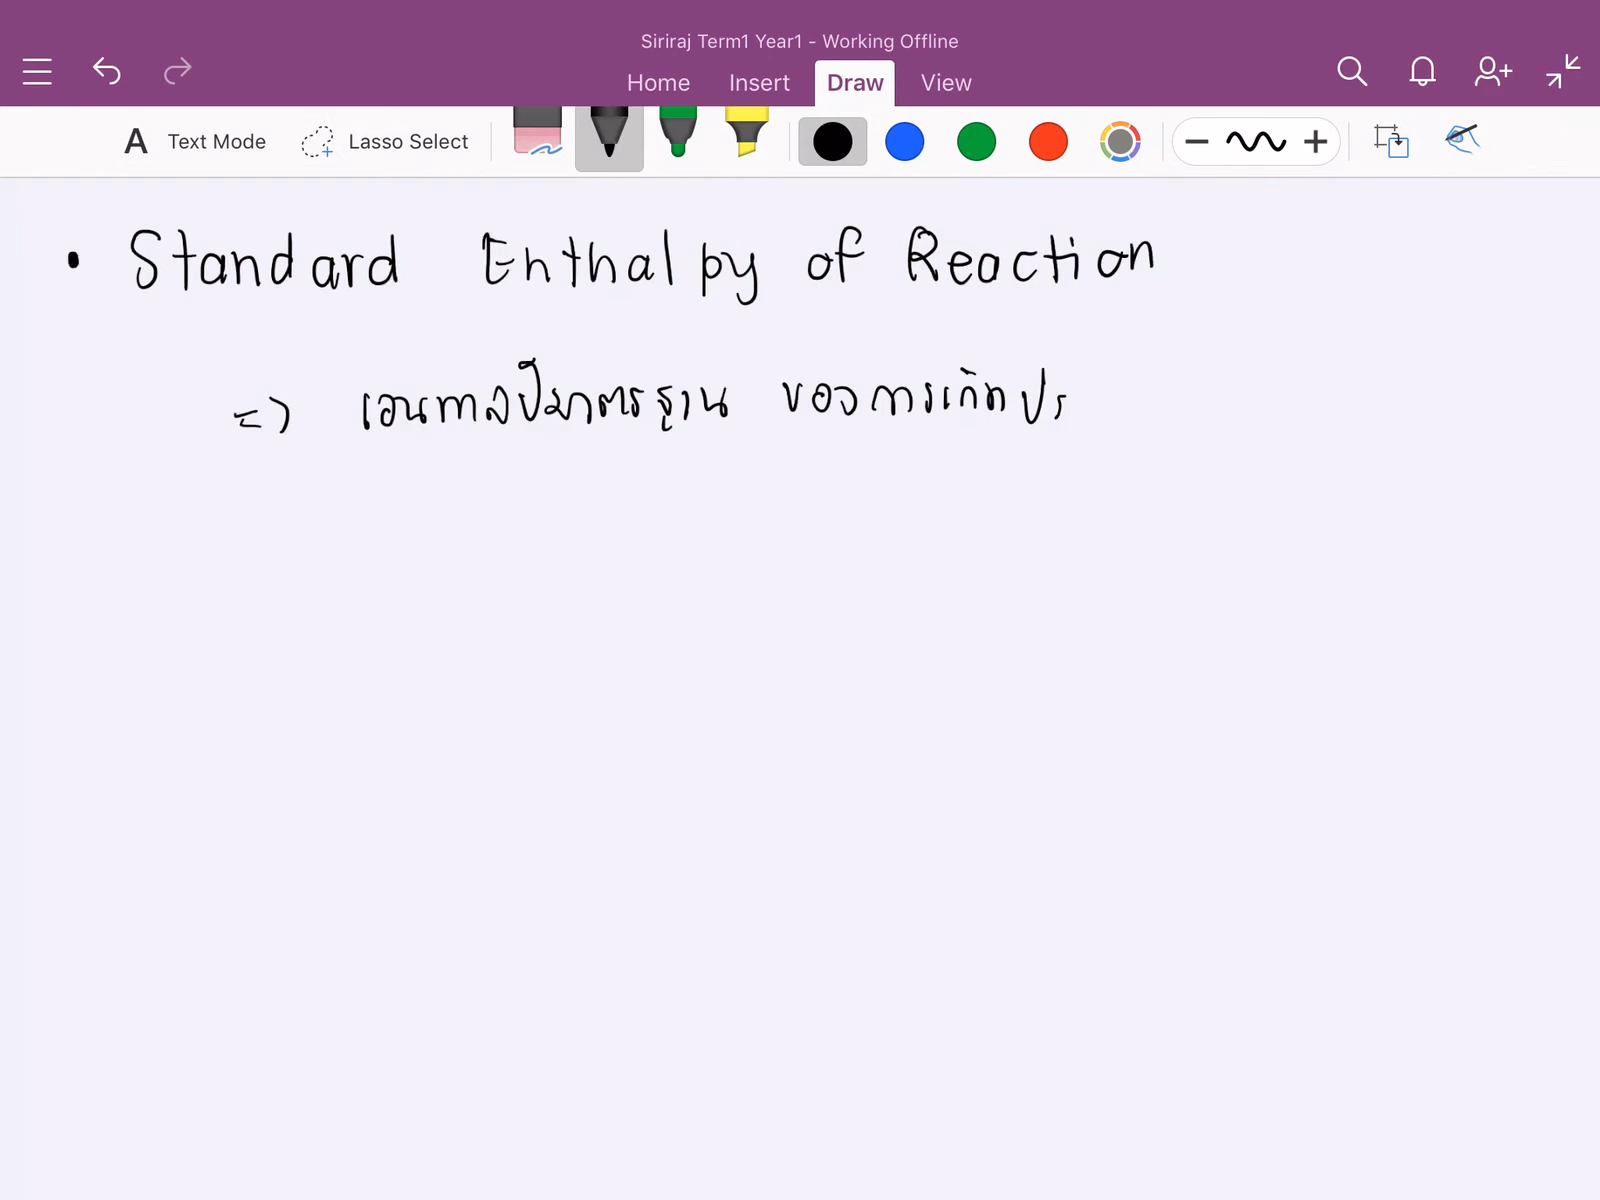 Siriraj Term1 Year1 - Working Offline
Home Insert Draw View
A Text Mode Lasso Select
• Standard Enthalpy of Reaction
=> เอนทาลปีมาตรฐาน ของการเกิดปร